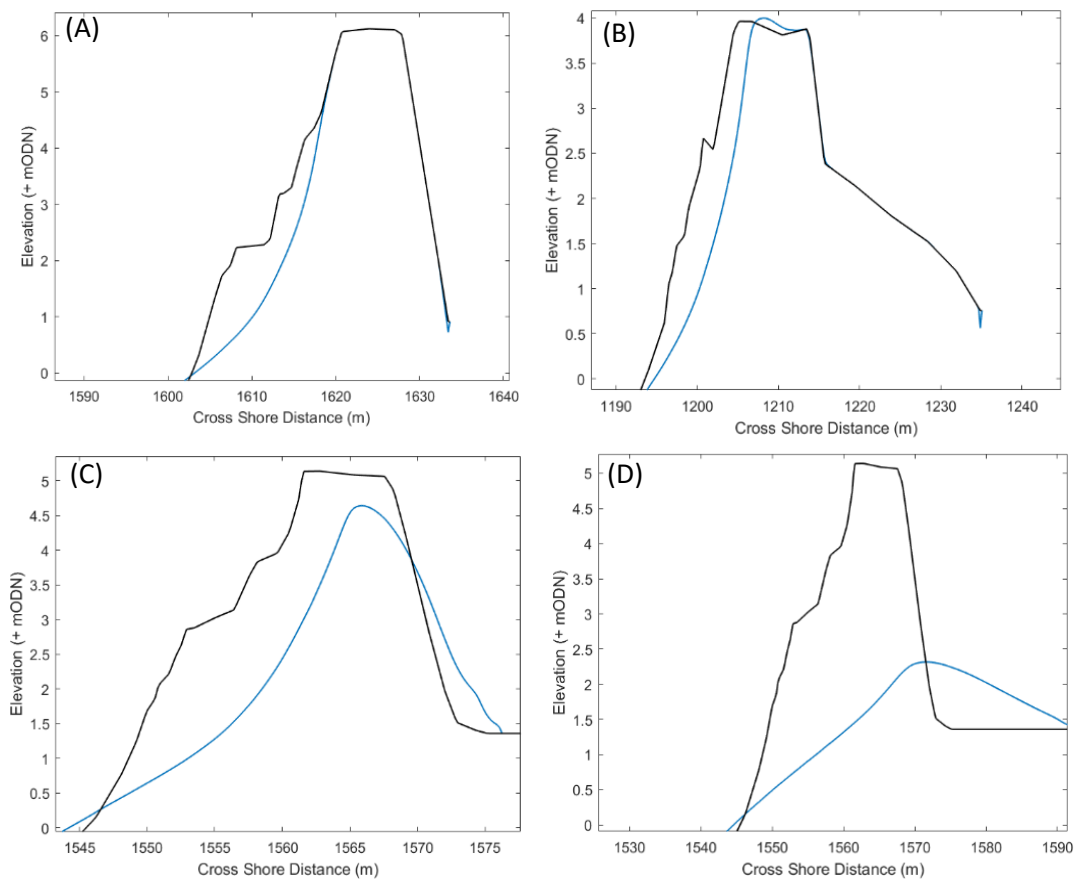 (A)
6
5
4
3
2
1
0
Elevation (+ mODN)
1590 1600 1610 1620 1630 1640
Cross Shore Distance (m)
(B)
4
3.5
3
2.5
2
1.5
1
0.5
0
Elevation (+ mODN)
1190 1200 1210 1220 1230 1240
Cross Shore Distance (m)
(C)
5
4.5
4
3.5
3
2.5
2
1.5
1
0.5
0
Elevation (+ mODN)
1545 1550 1555 1560 1565 1570 1575
Cross Shore Distance (m)
(D)
5
4.5
4
3.5
3
2.5
2
1.5
1
0.5
0
Elevation (+ mODN)
1530 1540 1550 1560 1570 1580 1590
Cross Shore Distance (m)